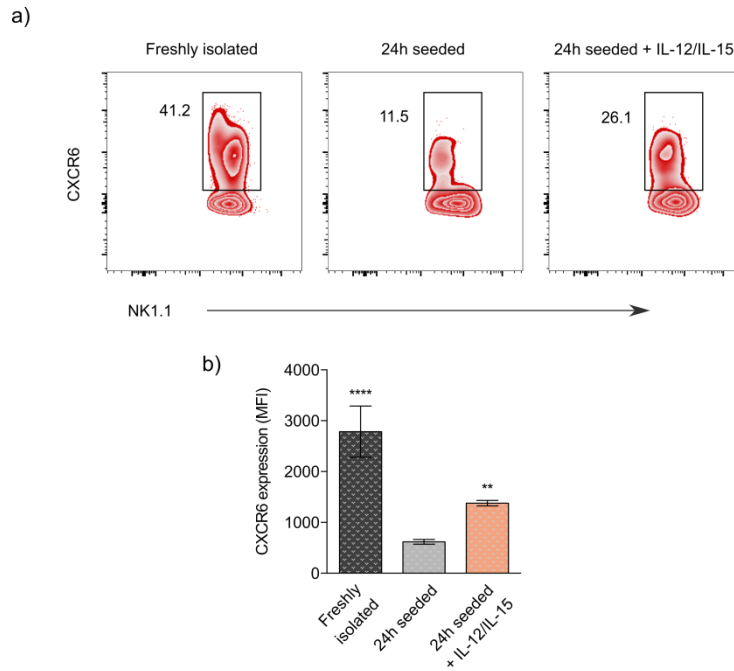 a)
Freshly isolated
24h seeded
24h seeded + IL-12/IL-15
41.2
11.5
26.1
CXCR6
NK1.1
b)
4000
3000
2000
1000
0
CXCR6 expression (MFI)
****
**
Freshly
isolated
24h seeded
24h seeded
+ IL-12/IL-15